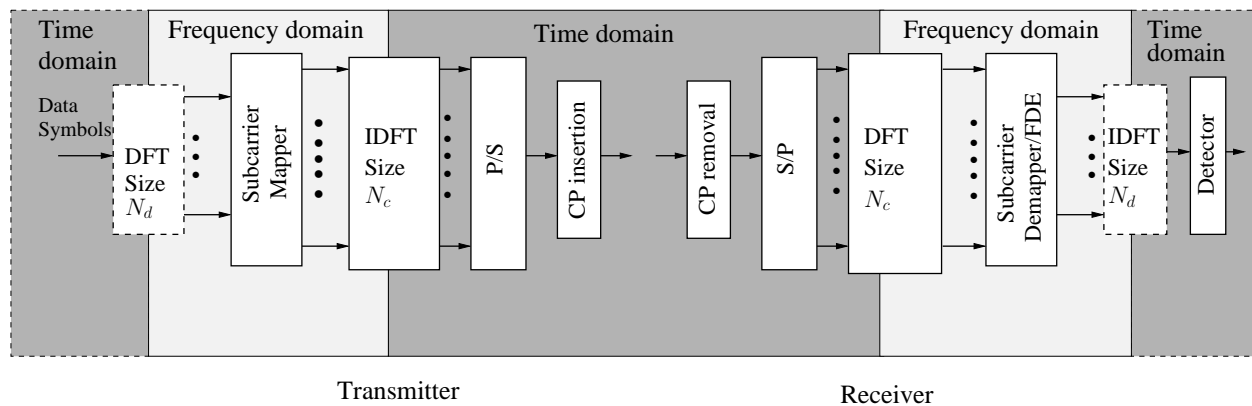 Time
domain
Frequency domain
Time domain
Frequency domain
Time
domain
Data
Symbols
DFT
Size
N_d
Subcarrier
Mapper
IDFT
Size
N_c
P/S
CP insertion
CP removal
S/P
DFT
Size
N_c
Subcarrier
Demapper/FDE
IDFT
Size
N_d
Detector
Transmitter
Receiver